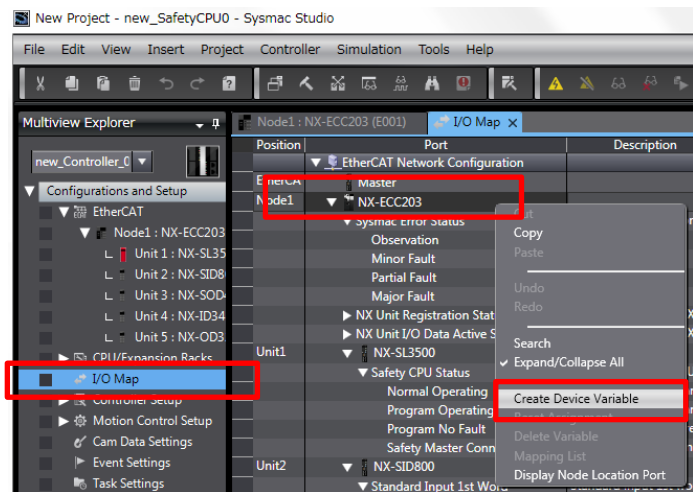 New Project - new_SafetyCPU0 - Sysmac Studio
File Edit View Insert Project Controller Simulation Tools Help
Multiview Explorer
new_Controller_0
Configurations and Setup
EtherCAT
Node1 : NX-ECC203
Unit 1 : NX-SL35
Unit 2 : NX-SID8
Unit 3 : NX-SOD
Unit 4 : NX-ID34
Unit 5 : NX-OD3
CPU/Expansion Racks
I/O Map
Controller Setup
Motion Control Setup
Cam Data Settings
Event Settings
Task Settings
Node1 : NX-ECC203 (E001) I/O Map
Position Port Description
EtherCAT Network Configuration
EtherCA Master
Node1 NX-ECC203
Sysmac Error Status
Observation
Minor Fault
Partial Fault
Major Fault
NX Unit Registration Stat
NX Unit I/O Data Active S
Unit1 NX-SL3500
Safety CPU Status
Normal Operating
Program Operating
Program No Fault
Safety Master Conn
Unit2 NX-SID800
Standard Input 1st Word
Cut
Copy
Paste
Undo
Redo
Search
Expand/Collapse All
Create Device Variable
Reset Assignment
Delete Variable
Mapping List
Display Node Location Port